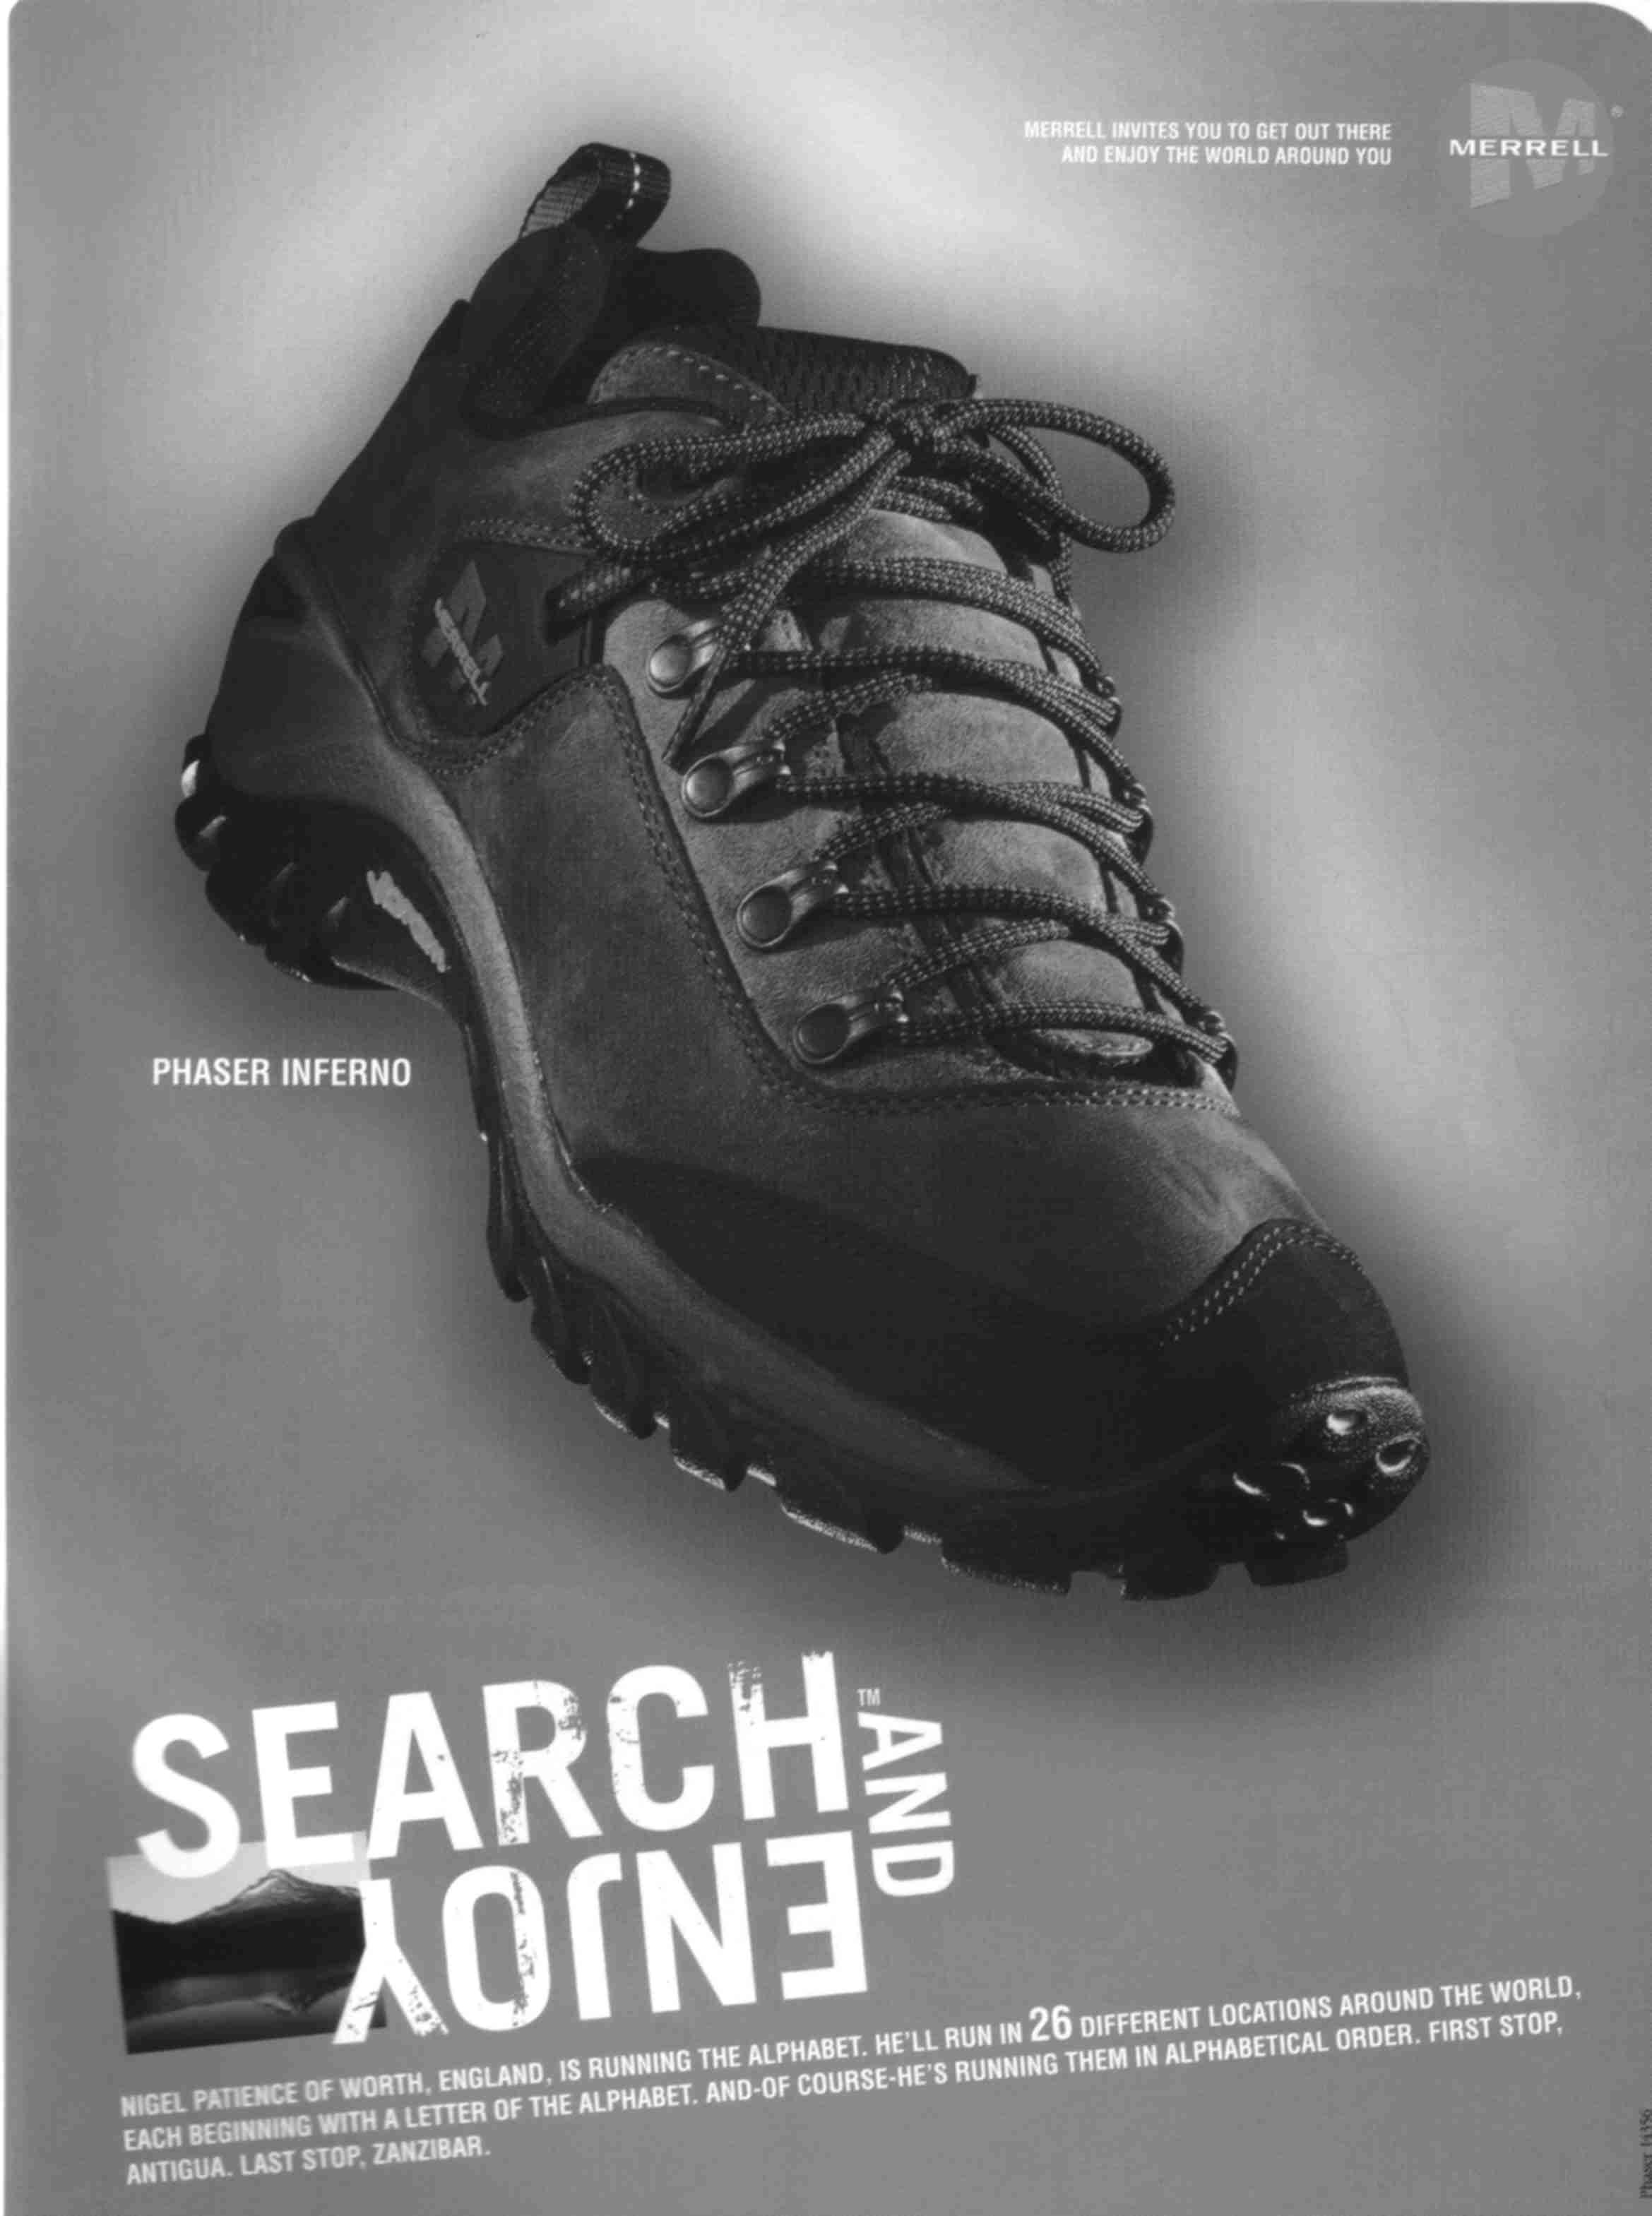 MERRELL INVITES YOU TO GET OUT THERE
AND ENJOY THE WORLD AROUND YOU
MERRELL
PHASER INFERNO
SEARCH
AND™
ENJOY
NIGEL PATIENCE OF WORTH, ENGLAND, IS RUNNING THE ALPHABET. HE'LL RUN IN 26 DIFFERENT LOCATIONS AROUND THE WORLD,
EACH BEGINNING WITH A LETTER OF THE ALPHABET. AND-OF COURSE-HE'S RUNNING THEM IN ALPHABETICAL ORDER. FIRST STOP,
ANTIGUA. LAST STOP, ZANZIBAR.